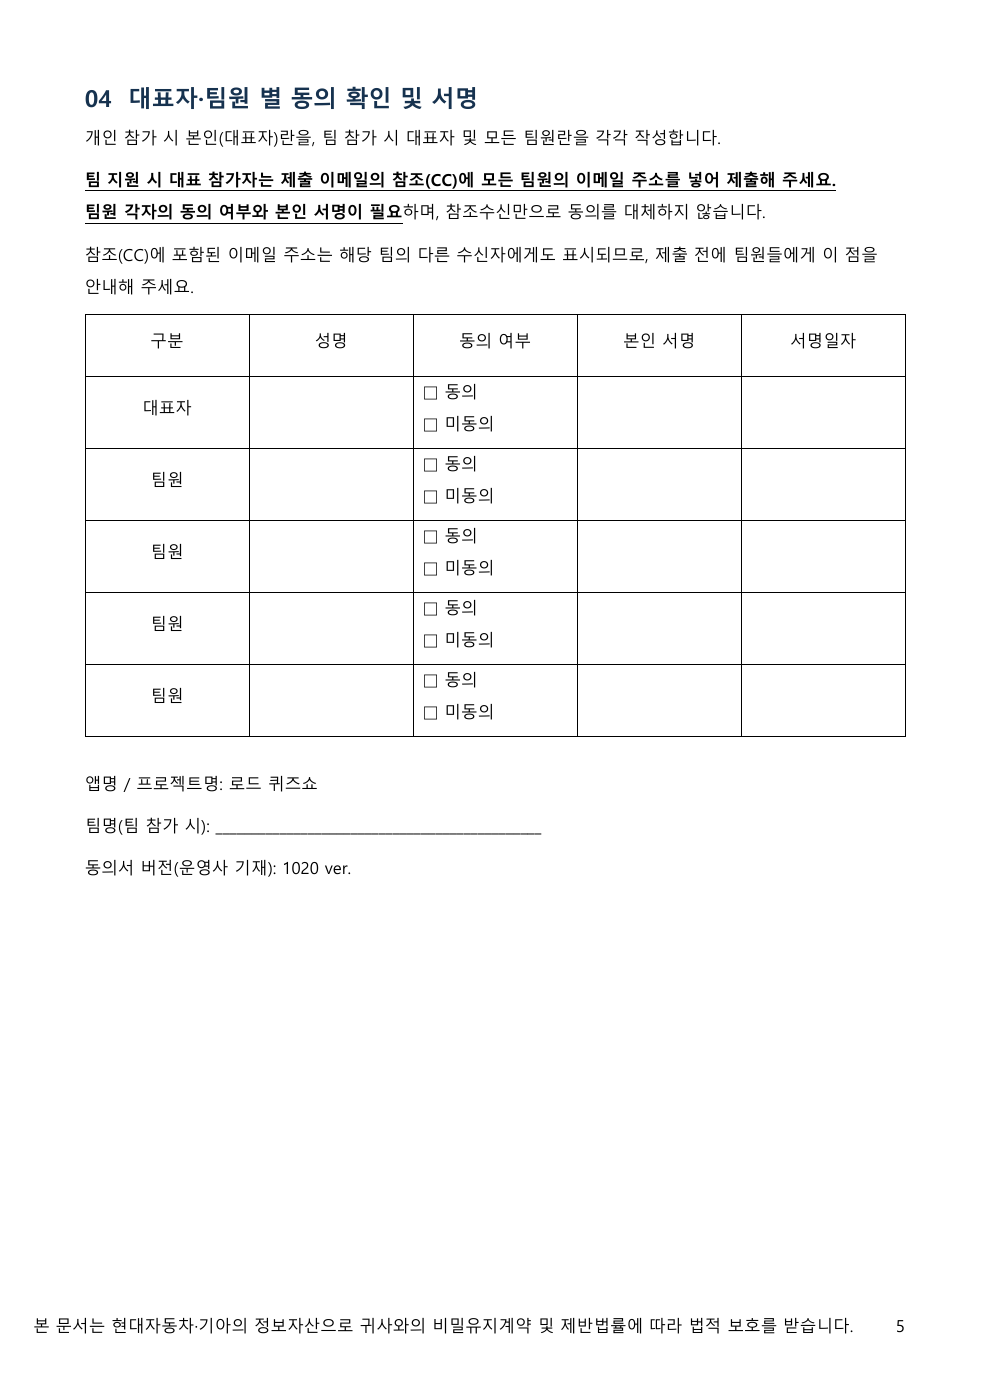 04 대표자·팀원 별 동의 확인 및 서명
개인 참가 시 본인(대표자)란을, 팀 참가 시 대표자 및 모든 팀원란을 각각 작성합니다.
팀 지원 시 대표 참가자는 제출 이메일의 참조(CC)에 모든 팀원의 이메일 주소를 넣어 제출해 주세요.
팀원 각자의 동의 여부와 본인 서명이 필요하며, 참조수신만으로 동의를 대체하지 않습니다.
참조(CC)에 포함된 이메일 주소는 해당 팀의 다른 수신자에게도 표시되므로, 제출 전에 팀원들에게 이 점을
안내해 주세요.
구분 성명 동의 여부 본인 서명 서명일자
대표자
□ 동의
□ 미동의
팀원
□ 동의
□ 미동의
팀원
□ 동의
□ 미동의
팀원
□ 동의
□ 미동의
팀원
□ 동의
□ 미동의
앱명 / 프로젝트명: 로드 퀴즈쇼
팀명(팀 참가 시): ________________________________________
동의서 버전(운영사 기재): 1020 ver.
본 문서는 현대자동차·기아의 정보자산으로 귀사와의 비밀유지계약 및 제반법률에 따라 법적 보호를 받습니다. 5